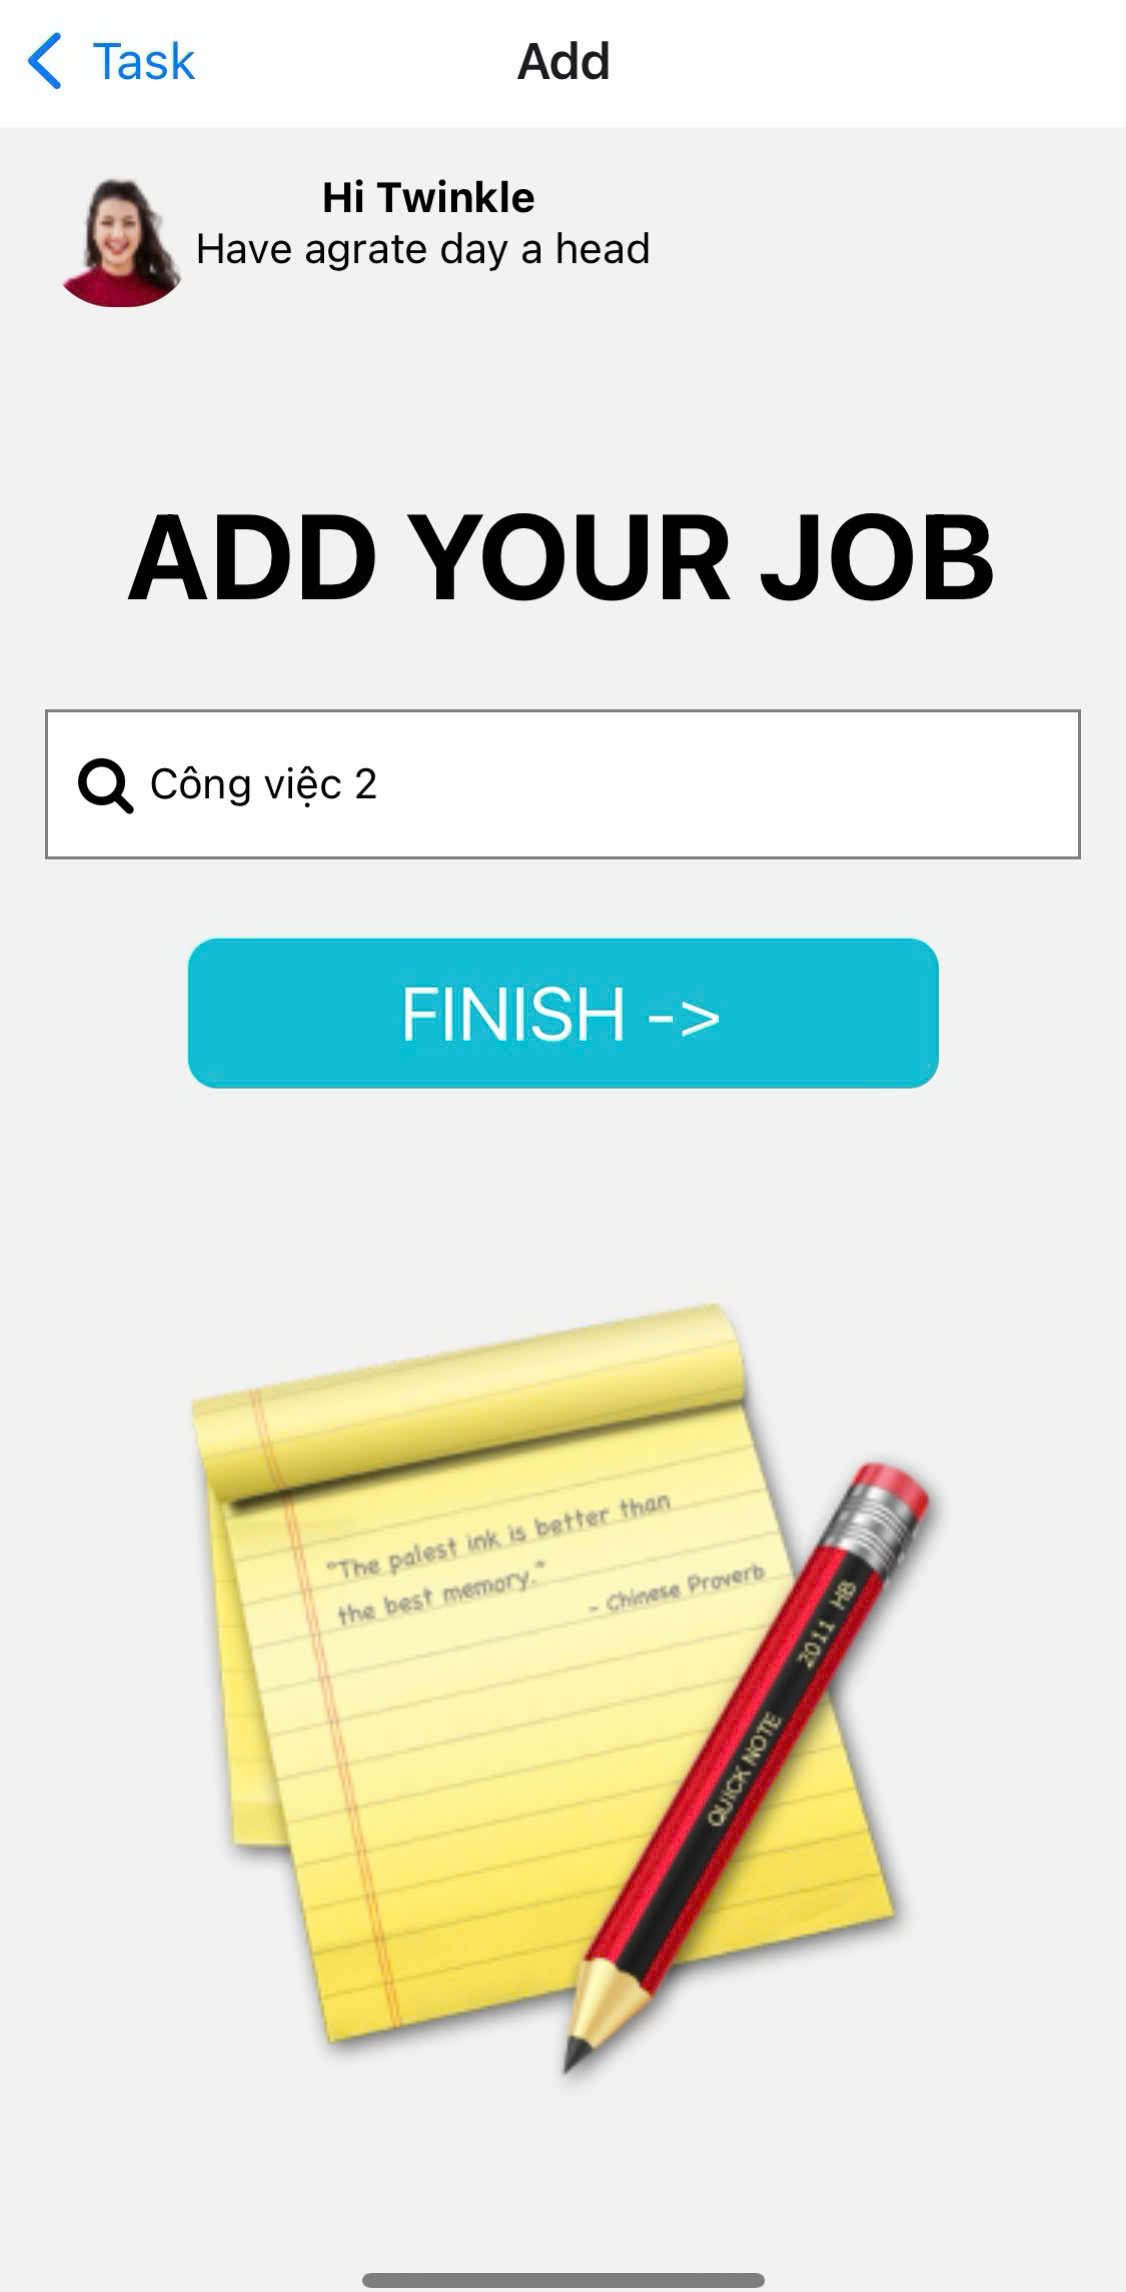 Task
Add
Hi Twinkle
Have agrate day a head
ADD YOUR JOB
Công việc 2
FINISH ->
"The palest ink is better than
the best memory."
- Chinese Proverb
QUICK NOTE 2011 HB